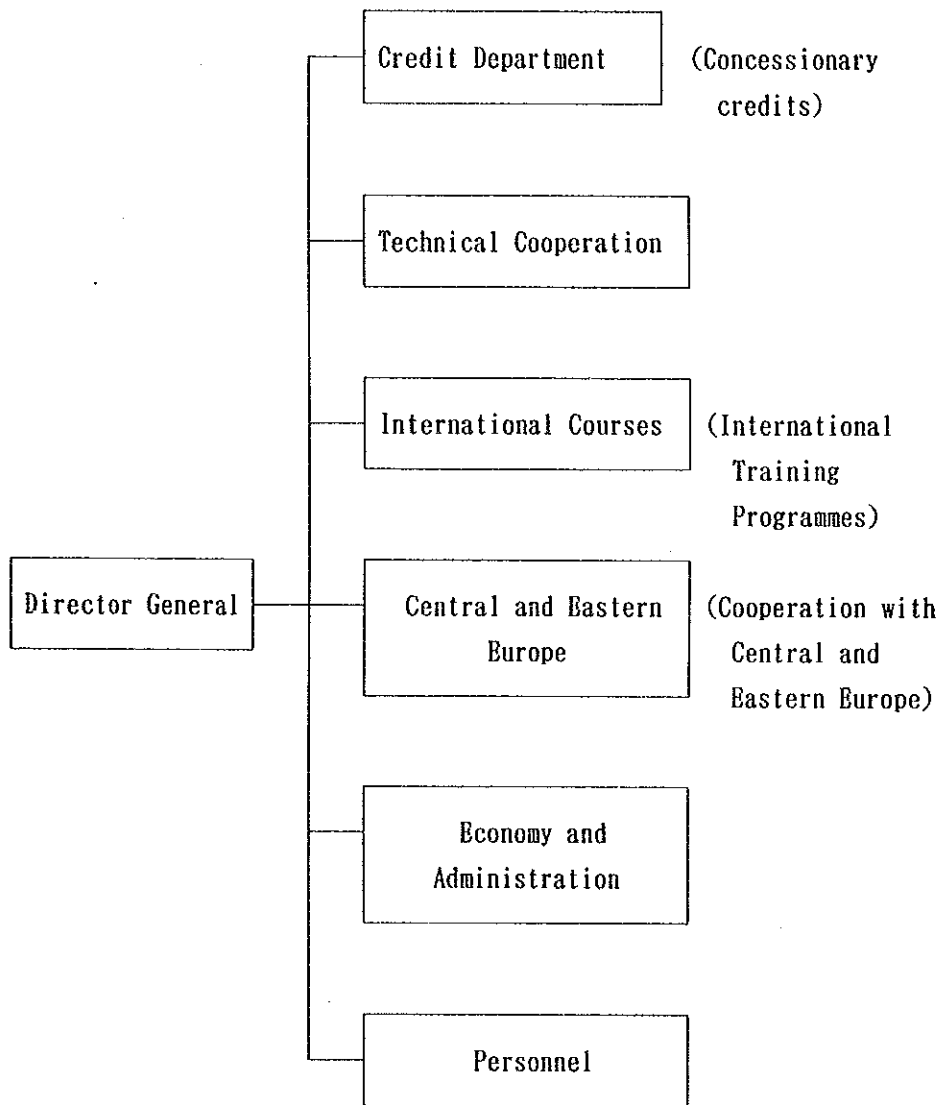 Credit Department
(Concessionary
credits)
Technical Cooperation
International Courses
(International
Training
Programmes)
Director General
Central and Eastern
Europe
(Cooperation with
Central and
Eastern Europe)
Economy and
Administration
Personnel